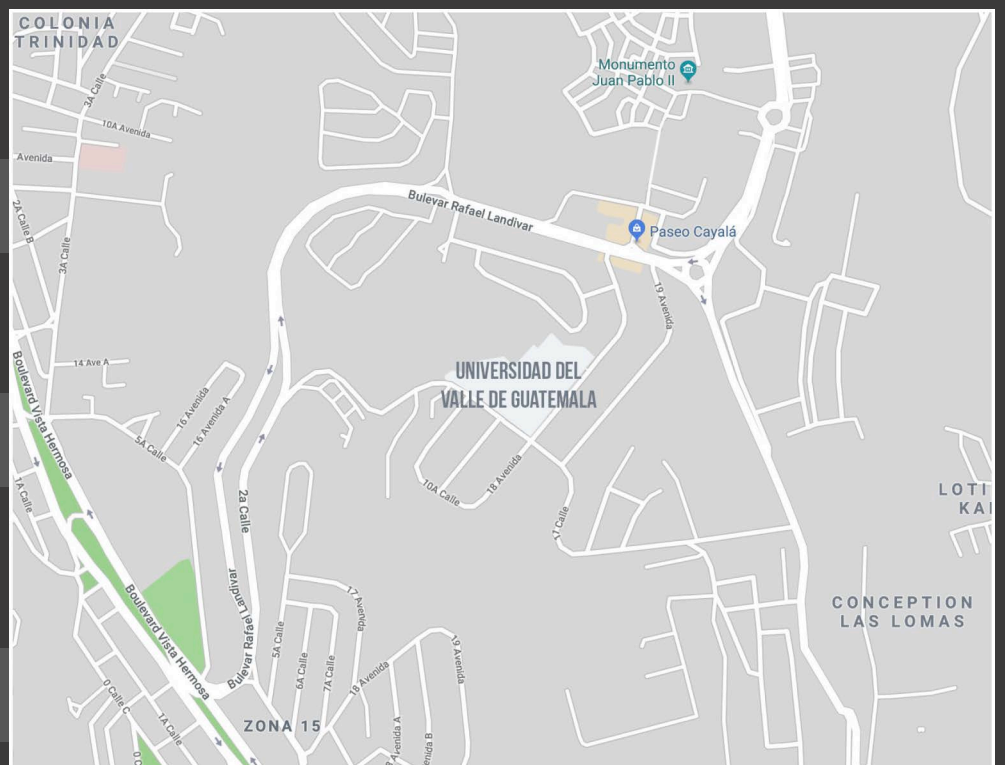 COLONIA
TRINIDAD
3A Calle
10A Avenida
Avenida
2A Calle B
3A Calle
Monumento
Juan Pablo II
Bulevar Rafael Landivar
Paseo Cayalá
19 Avenida
14 Ave A
Boulevard Vista Hermosa
16 Avenida
16 Avenida A
5A Calle
1A Calle
UNIVERSIDAD DEL
VALLE DE GUATEMALA
10A Calle
18 Avenida
17 Calle
2a Calle
LOTI
KA
Bulevar Rafael Landivar
Boulevard Vista Hermosa
17 Avenida
5A Calle
6A Calle
7A Calle
18 Avenida
19 Avenida
CONCEPTION
LAS LOMAS
0 Calle C
1A Calle
ZONA 15
Avenida A
Avenida B